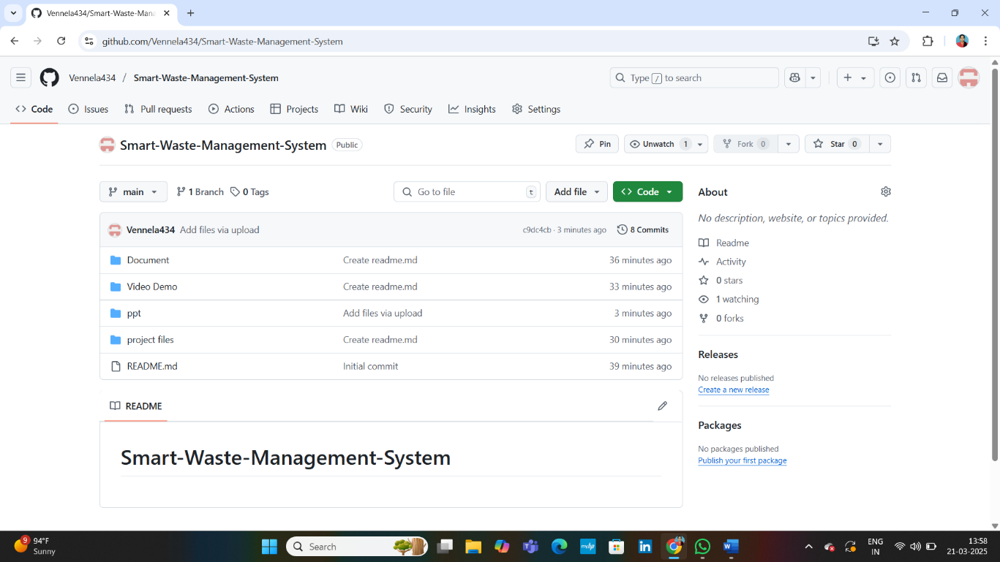 Vennela434/Smart-Waste-Mana
github.com/Vennela434/Smart-Waste-Management-System
Vennela434 / Smart-Waste-Management-System
Type / to search
Code Issues Pull requests Actions Projects Wiki Security Insights Settings
Smart-Waste-Management-System Public
Pin Unwatch 1 Fork 0 Star 0
main 1 Branch 0 Tags Go to file t Add file Code
Vennela434 Add files via upload c9dc4cb · 3 minutes ago 8 Commits
Document Create readme.md 36 minutes ago
Video Demo Create readme.md 33 minutes ago
ppt Add files via upload 3 minutes ago
project files Create readme.md 30 minutes ago
README.md Initial commit 39 minutes ago
README
Smart-Waste-Management-System
About
No description, website, or topics provided.
Readme
Activity
0 stars
1 watching
0 forks
Releases
No releases published
Create a new release
Packages
No packages published
Publish your first package
9 94°F
Sunny
Search
myhp
ENG
IN
13:58
21-03-2025